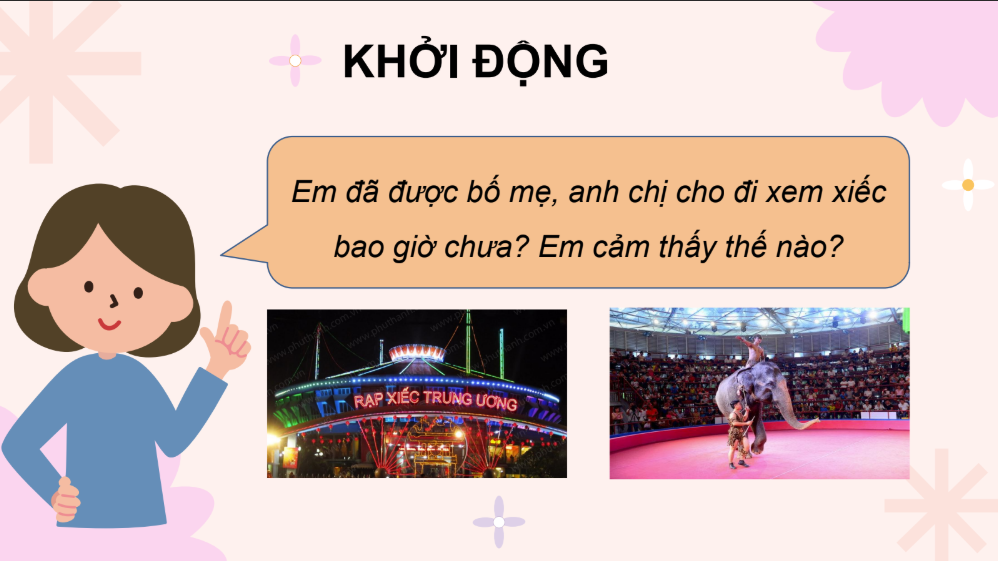 KHỞI ĐỘNG
Em đã được bố mẹ, anh chị cho đi xem xiếc
bao giờ chưa? Em cảm thấy thế nào?
RẠP XIẾC TRUNG ƯƠNG